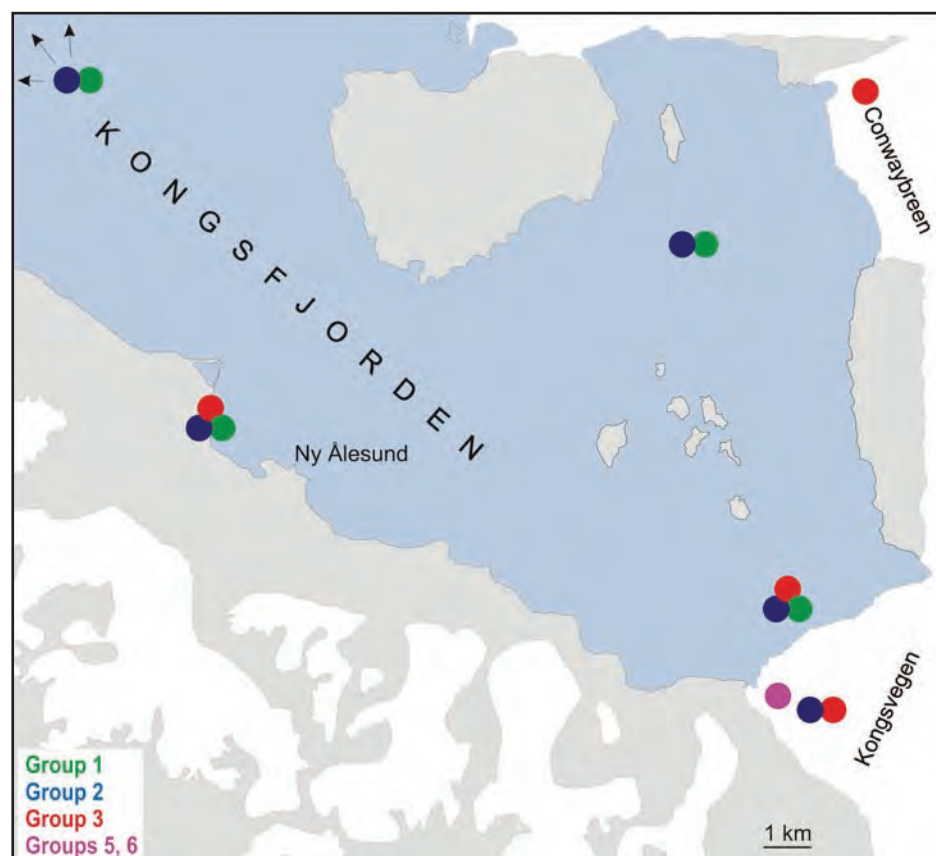 Conwaybreen
KONGSFJORDEN
Ny Ålesund
Kongsvegen
Group 1
Group 2
Group 3
Groups 5, 6
1 km